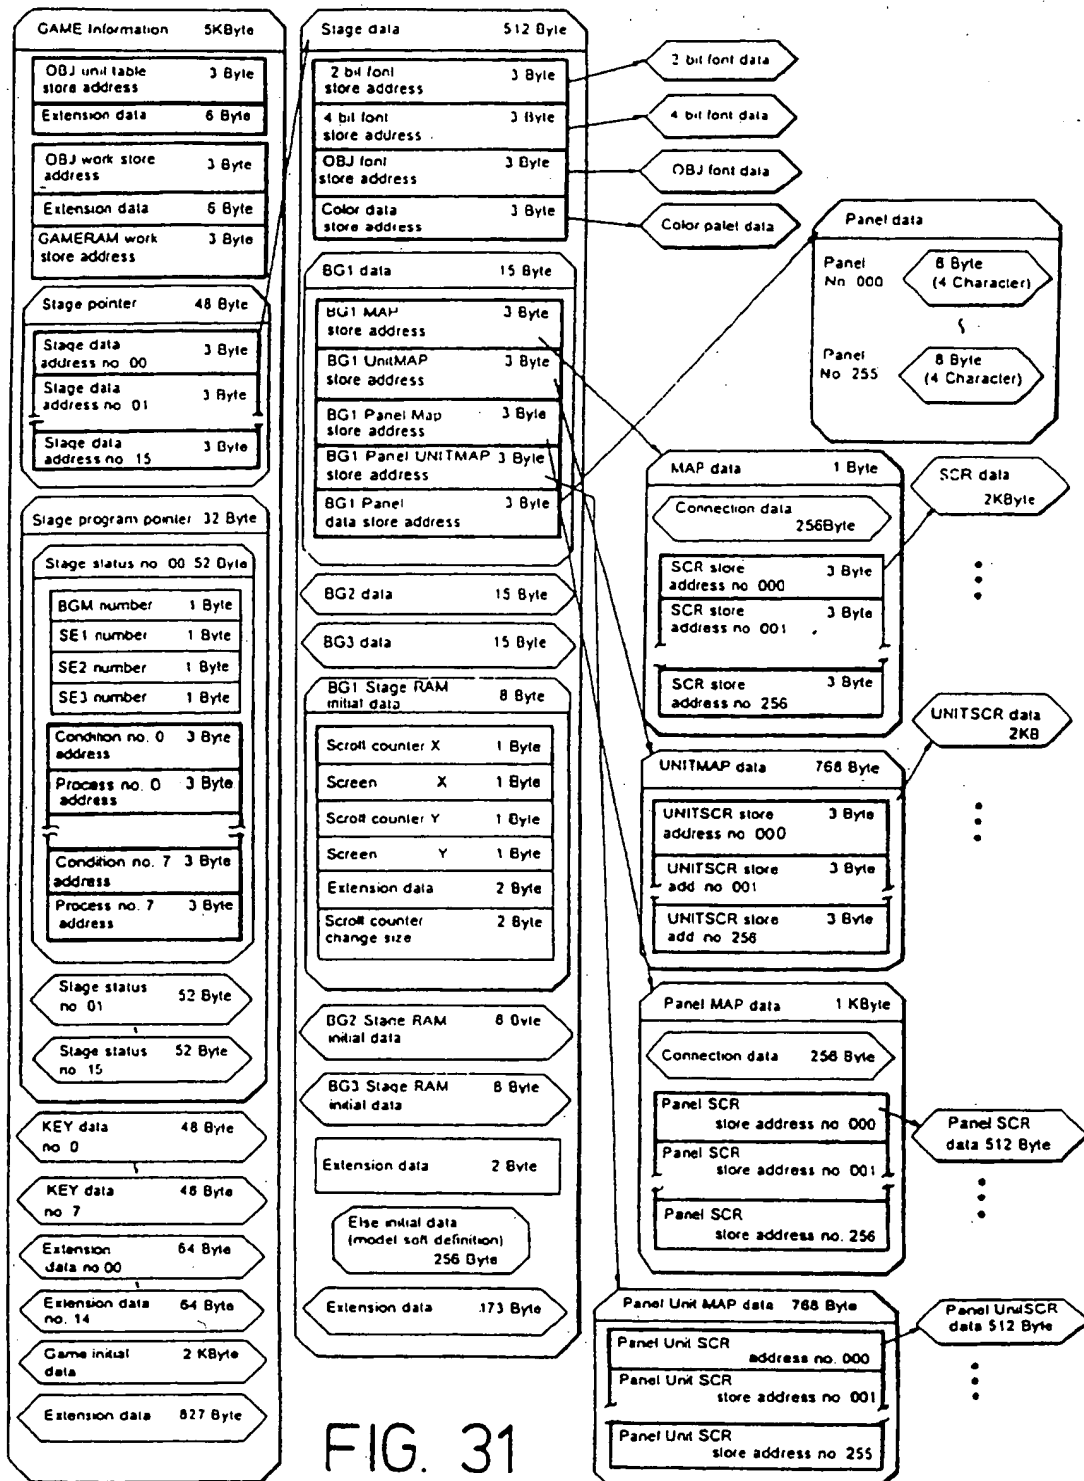 GAME Information 5KByte
OBJ unit table 3 Byte
store address
Extension data 6 Byte
OBJ work store 3 Byte
address
Extension data 6 Byte
GAMERAM work 3 Byte
store address
Stage pointer 48 Byte
Stage data 3 Byte
address no. 00
Stage data 3 Byte
address no. 01
Stage data 3 Byte
address no. 15
Stage program pointer 32 Byte
Stage status no. 00 52 Byte
BGM number 1 Byte
SE1 number 1 Byte
SE2 number 1 Byte
SE3 number 1 Byte
Condition no. 0 3 Byte
address
Process no. 0 3 Byte
address
Condition no. 7 3 Byte
address
Process no. 7 3 Byte
address
Stage status 52 Byte
no. 01
Stage status 52 Byte
no. 15
KEY data 48 Byte
no. 0
KEY data 48 Byte
no. 7
Extension 64 Byte
data no 00
Extension data 64 Byte
no. 14
Game initial 2 KByte
data
Extension data 827 Byte
Stage data 512 Byte
2 bit font 3 Byte
store address
4 bit font 3 Byte
store address
OBJ font 3 Byte
store address
Color data 3 Byte
store address
BG1 data 15 Byte
BG1 MAP 3 Byte
store address
BG1 UnitMAP 3 Byte
store address
BG1 Panel Map 3 Byte
store address
BG1 Panel UNITMAP 3 Byte
store address
BG1 Panel 3 Byte
data store address
BG2 data 15 Byte
BG3 data 15 Byte
BG1 Stage RAM 8 Byte
initial data
Scroll counter X 1 Byte
Screen X 1 Byte
Scroll counter Y 1 Byte
Screen Y 1 Byte
Extension data 2 Byte
Scroll counter 2 Byte
change size
BG2 Stage RAM 8 Byte
initial data
BG3 Stage RAM 8 Byte
initial data
Extension data 2 Byte
Else initial data
(model soft definition)
256 Byte
Extension data 173 Byte
2 bit font data
4 bit font data
OBJ font data
Color palet data
Panel data
Panel 8 Byte
No. 000 (4 Character)
Panel 8 Byte
No 255 (4 Character)
MAP data 1 Byte
Connection data
256Byte
SCR store 3 Byte
address no 000
SCR store 3 Byte
address no 001
SCR store 3 Byte
address no 256
SCR data
2KByte
UNITMAP data 768 Byte
UNITSCR store 3 Byte
address no 000
UNITSCR store 3 Byte
add no 001
UNITSCR store 3 Byte
add no 256
UNITSCR data
2KB
Panel MAP data 1 KByte
Connection data 256 Byte
Panel SCR
store address no 000
Panel SCR
store address no 001
Panel SCR
store address no. 256
Panel SCR
data 512 Byte
Panel Unit MAP data 768 Byte
Panel Unit SCR
address no. 000
Panel Unit SCR
store address no 001
Panel Unit SCR
store address no 255
Panel UnitSCR
data 512 Byte
FIG. 31